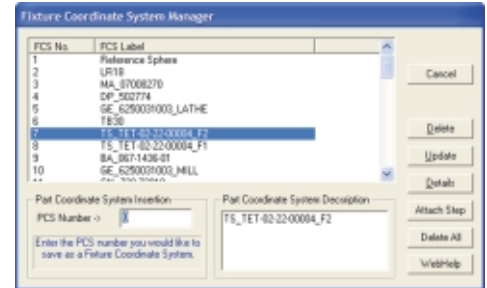 Fixture Coordinate System Manager
FCS No. FCS Label
1 Reference Sphere
2 LR18
3 MA_07008270
4 DP_502774
5 GE_6250031003_LATHE
6 TB30
7 TS_TET-02-22-00004_F2
8 TS_TET-02-22-00004_F1
9 BA_067-1436-01
10 GE_6250031003_MILL
Cancel
Delete
Update
Details
Attach Step
Delete All
WebHelp
Part Coordinate System Insertion
PCS Number ->
Enter the PCS number you would like to
save as a Fixture Coordinate System.
Part Coordinate System Description
TS_TET-02-22-00004_F2